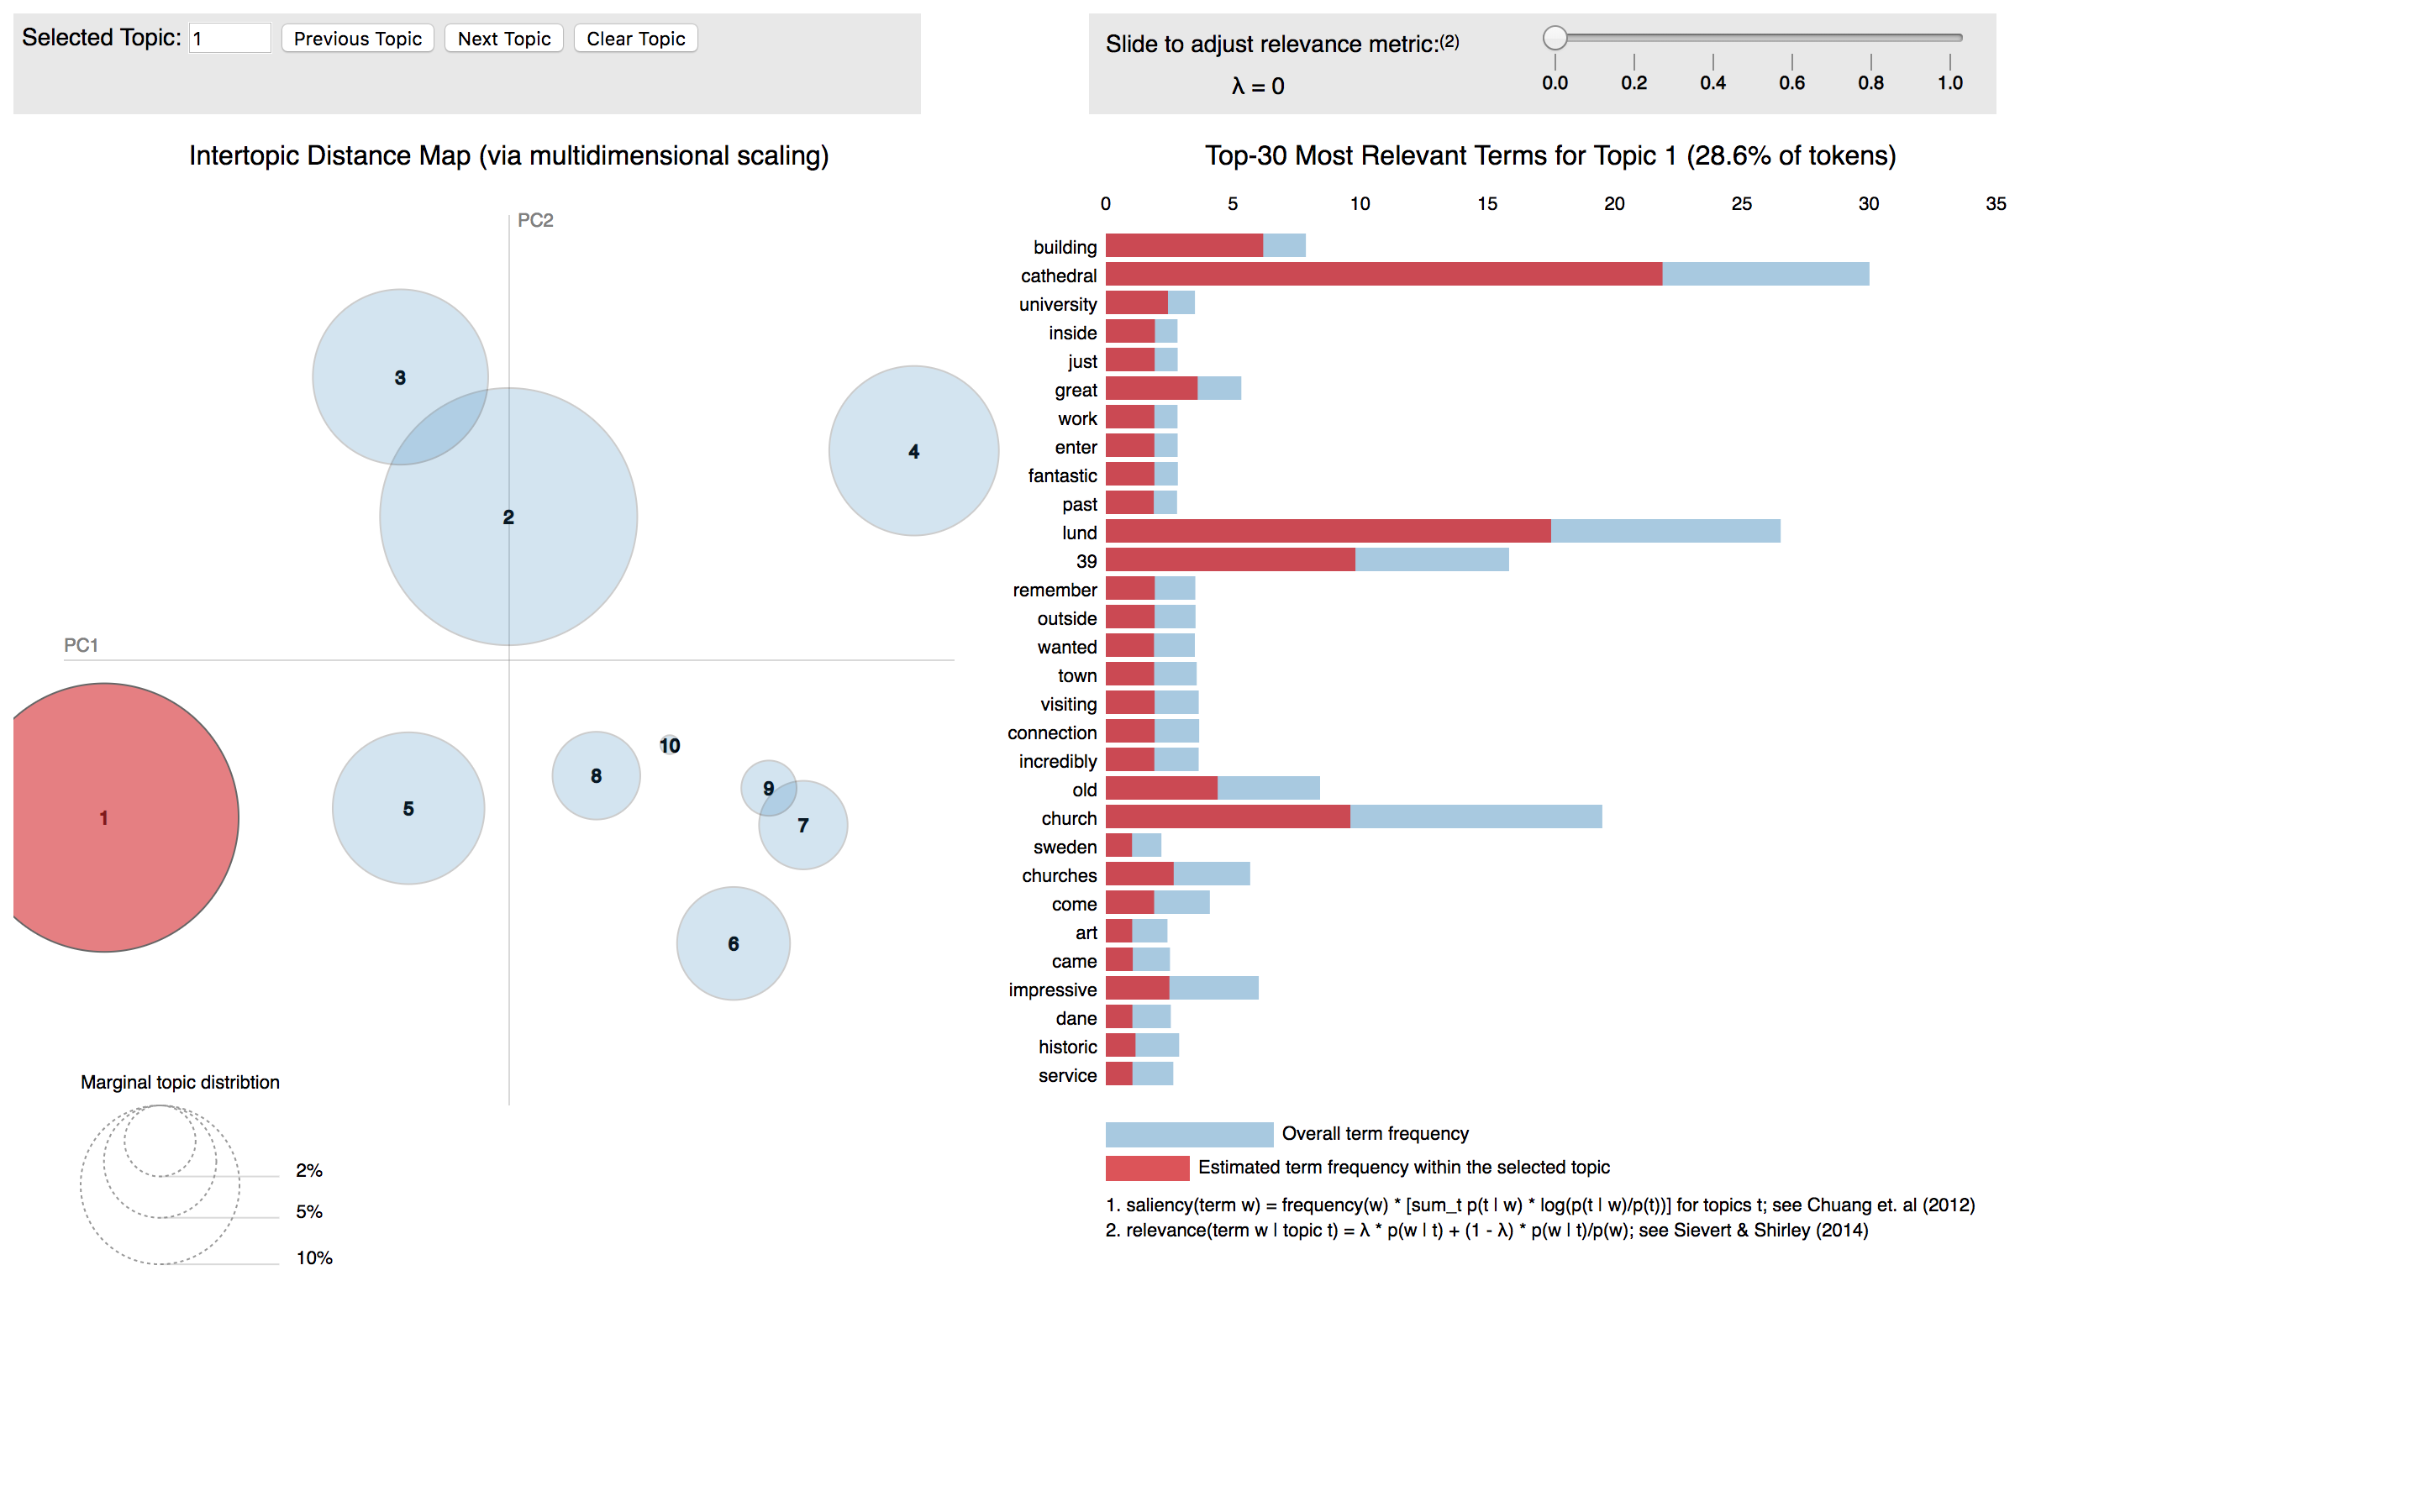 Selected Topic: 1 Previous Topic Next Topic Clear Topic
Slide to adjust relevance metric:(2)
λ = 0
0.0 0.2 0.4 0.6 0.8 1.0
Intertopic Distance Map (via multidimensional scaling)
PC2
3
4
2
PC1
10
8
9
5
1
7
6
Marginal topic distribtion
2%
5%
10%
Top-30 Most Relevant Terms for Topic 1 (28.6% of tokens)
0 5 10 15 20 25 30 35
building
cathedral
university
inside
just
great
work
enter
fantastic
past
lund
39
remember
outside
wanted
town
visiting
connection
incredibly
old
church
sweden
churches
come
art
came
impressive
dane
historic
service
Overall term frequency
Estimated term frequency within the selected topic
1. saliency(term w) = frequency(w) * [sum_t p(t | w) * log(p(t | w)/p(t))] for topics t; see Chuang et. al (2012)
2. relevance(term w | topic t) = λ * p(w | t) + (1 - λ) * p(w | t)/p(w); see Sievert & Shirley (2014)